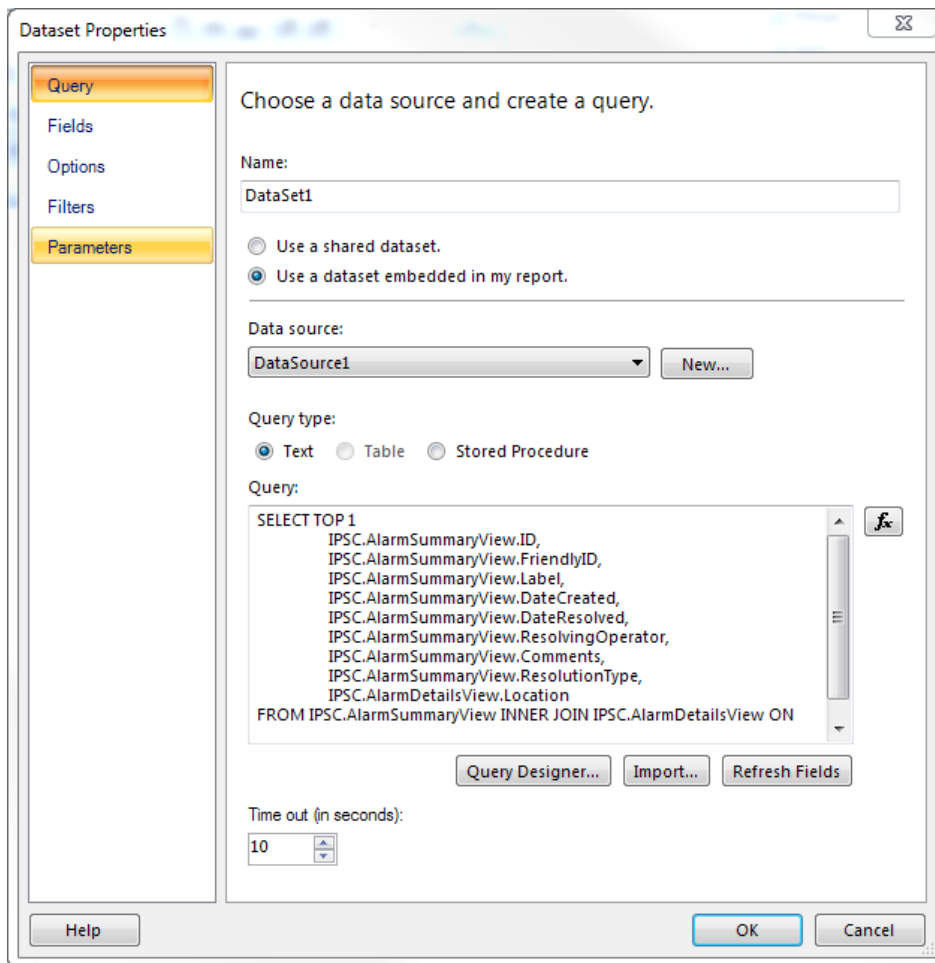 Dataset Properties
Query
Fields
Options
Filters
Parameters
Choose a data source and create a query.
Name:
DataSet1
Use a shared dataset.
Use a dataset embedded in my report.
Data source:
DataSource1
New...
Query type:
Text Table Stored Procedure
Query:
SELECT TOP 1
IPSC.AlarmSummaryView.ID,
IPSC.AlarmSummaryView.FriendlyID,
IPSC.AlarmSummaryView.Label,
IPSC.AlarmSummaryView.DateCreated,
IPSC.AlarmSummaryView.DateResolved,
IPSC.AlarmSummaryView.ResolvingOperator,
IPSC.AlarmSummaryView.Comments,
IPSC.AlarmSummaryView.ResolutionType,
IPSC.AlarmDetailsView.Location
FROM IPSC.AlarmSummaryView INNER JOIN IPSC.AlarmDetailsView ON
fx
Query Designer... Import... Refresh Fields
Time out (in seconds):
10
Help OK Cancel